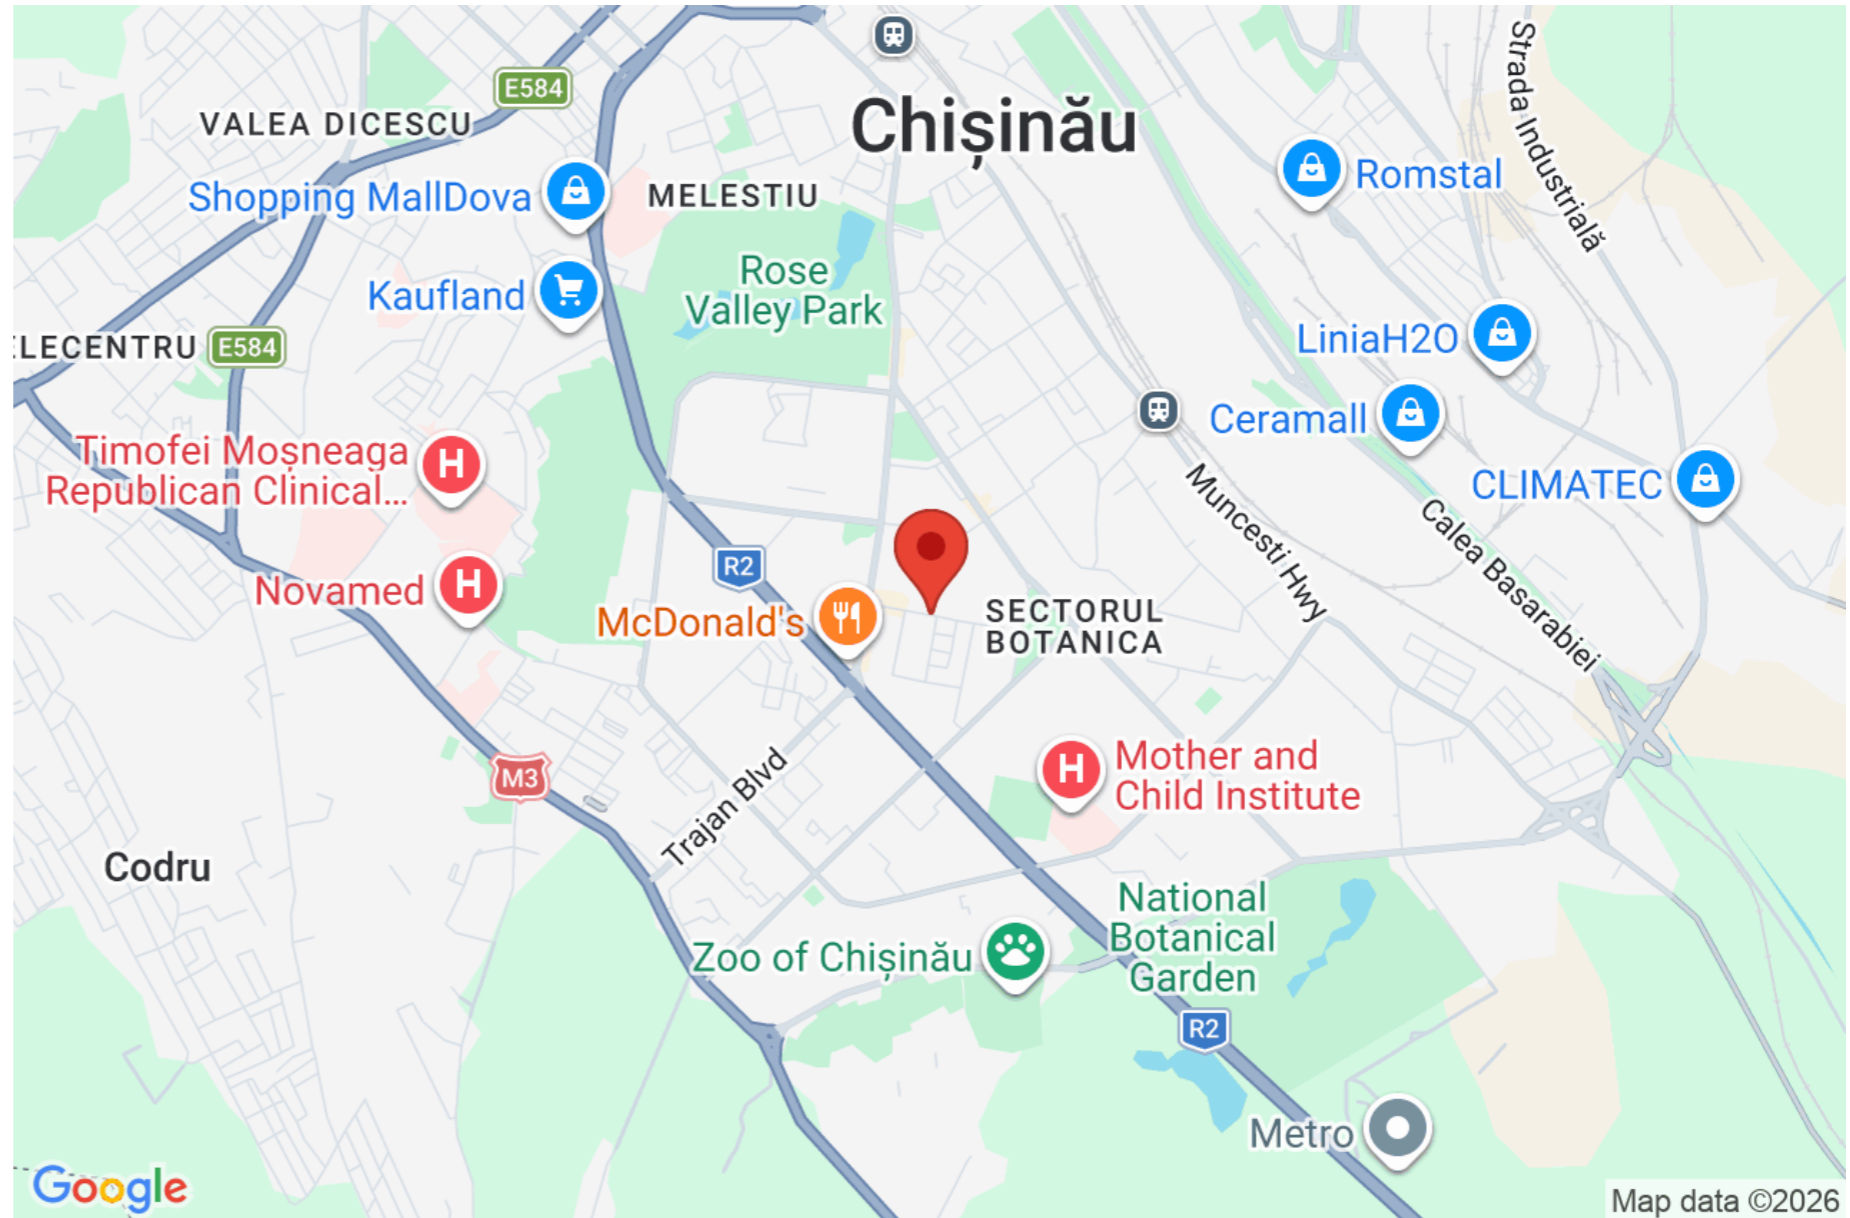 E584
Chișinău
VALEA DICESCU
Strada Industrială
Shopping MallDova
MELESTIU
Romstal
Rose
Valley Park
Kaufland
ELECENTRU
E584
LiniaH2O
Ceramall
Timofei Moșneaga
Republican Clinical...
CLIMATEC
Muncesti Hwy
Calea Basarabiei
R2
Novamed
McDonald's
SECTORUL
BOTANICA
M3
Mother and
Child Institute
Trajan Blvd
Codru
National
Botanical
Garden
Zoo of Chișinău
R2
Metro
Google
Map data ©2026